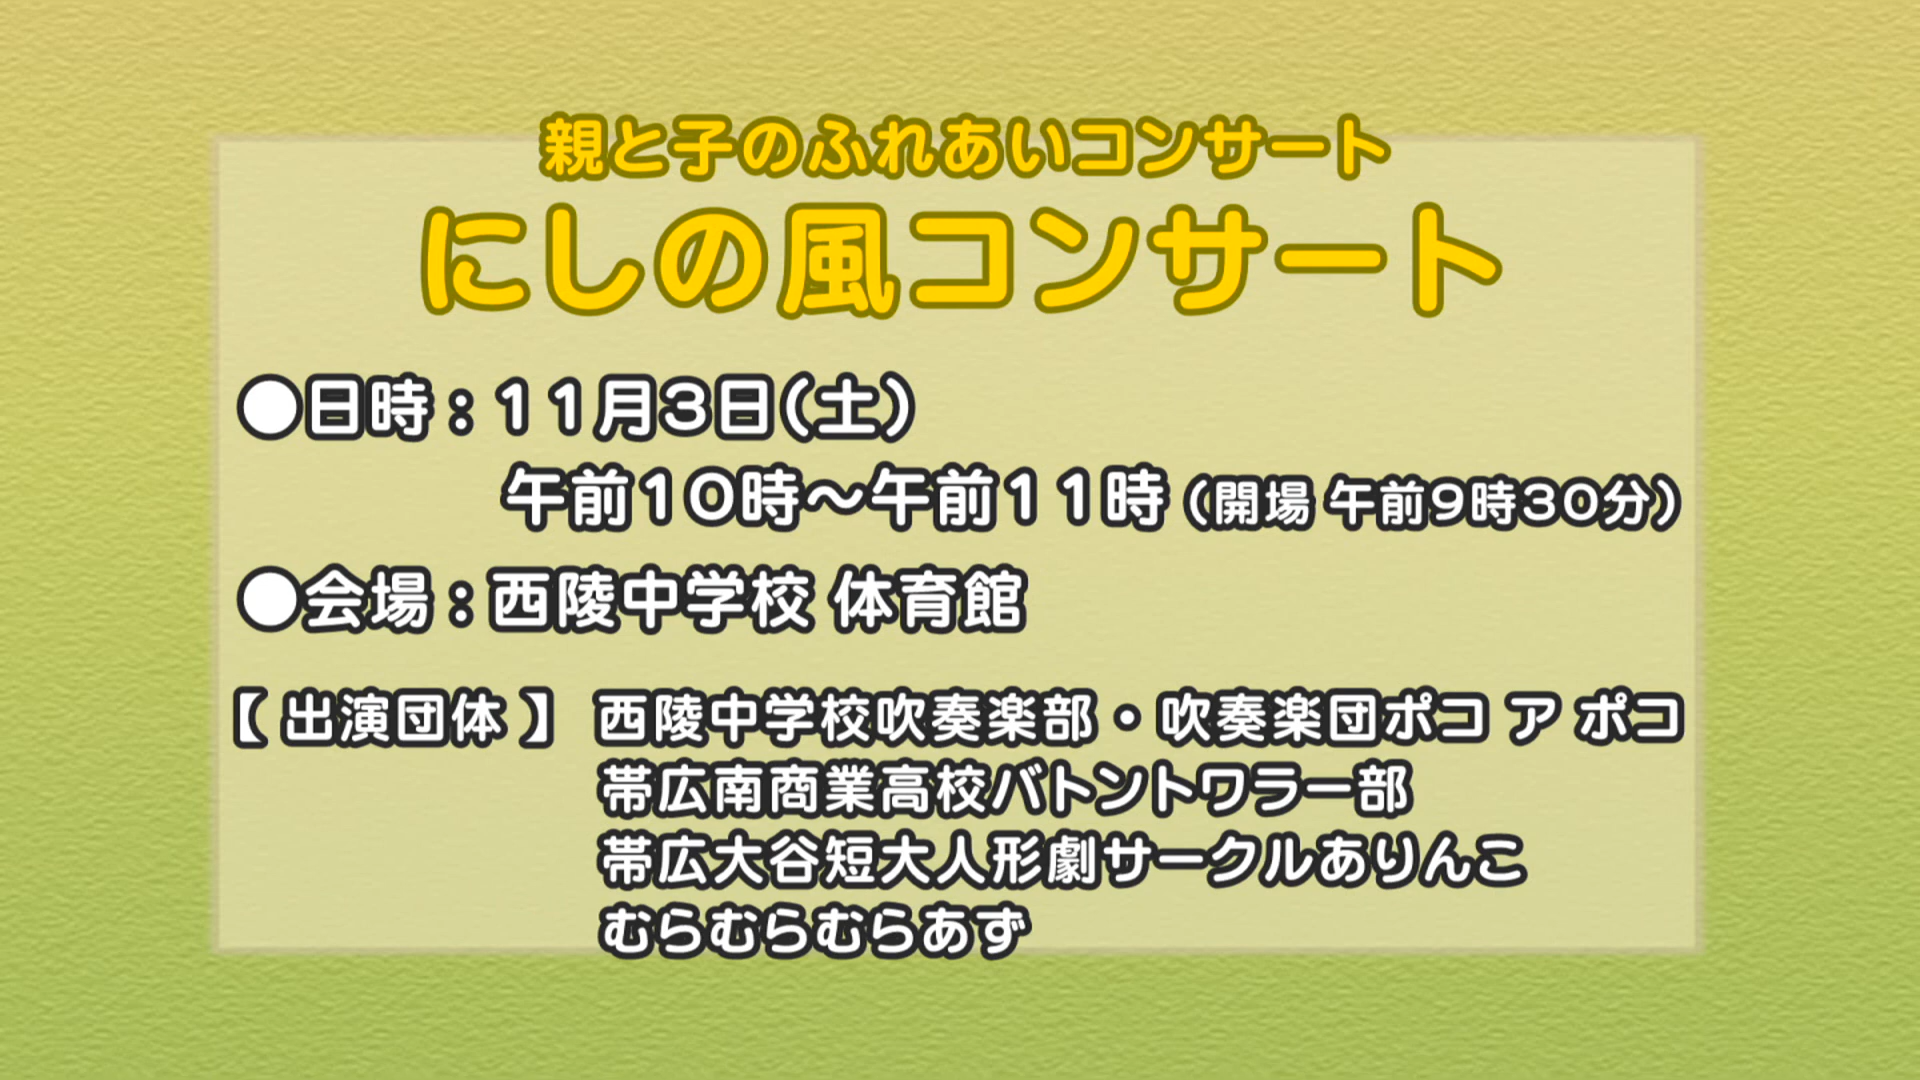 親と子のふれあいコンサート
にしの風コンサート
●日時：11月3日(土)
午前10時～午前11時（開場 午前9時30分）
●会場：西陵中学校 体育館
【 出演団体 】 西陵中学校吹奏楽部・吹奏楽団ポコ ア ポコ
帯広南商業高校バトントワラー部
帯広大谷短大人形劇サークルありんこ
むらむらむらあず